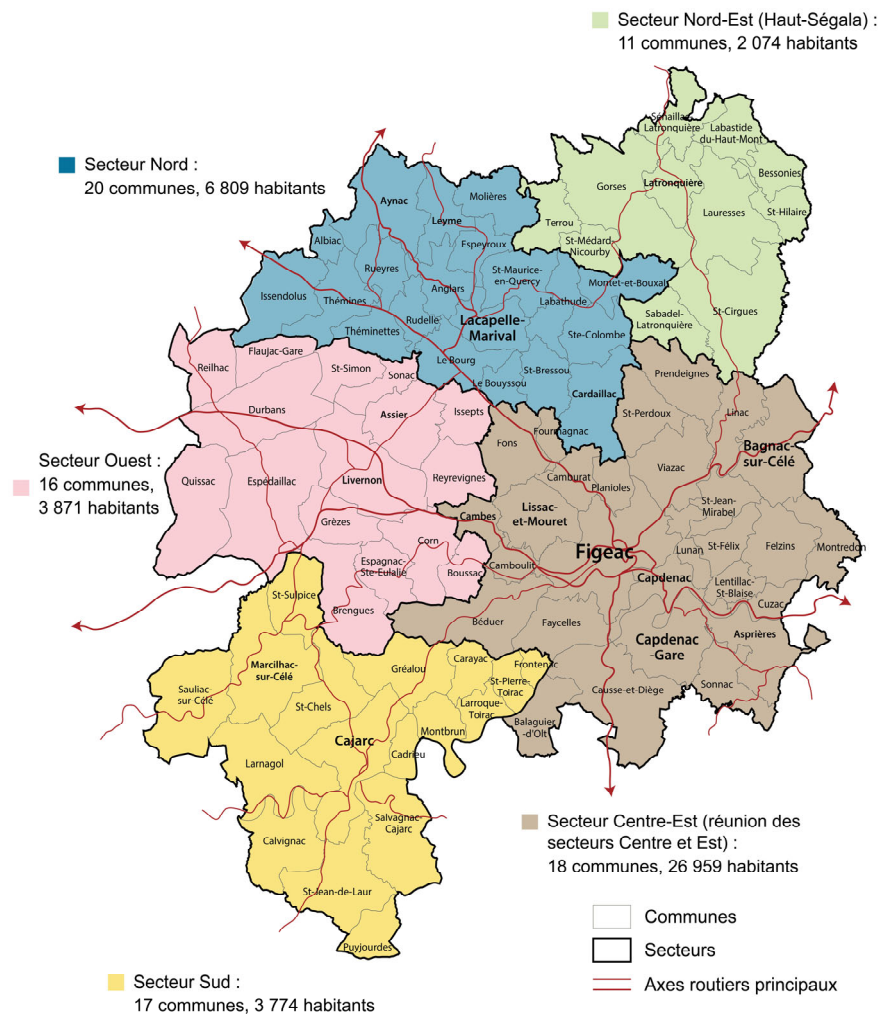 Secteur Nord-Est (Haut-Ségala) :
11 communes, 2 074 habitants
Secteur Nord :
20 communes, 6 809 habitants
Sénaillac-
Latronquière
Labastide
du-Haut-Mont
Bessonies
Gorses
Latronquière
Lauresses
St-Hilaire
Terrou
St-Médard-
Nicourby
Sabadel-
Latronquière
St-Cirgues
Molières
Aynac
Leyme
Albiac
Espeyroux
Rueyres
St-Maurice-
en-Quercy
Montet-et-Bouxal
Issendolus
Thémines
Anglars
Labathude
Rudelle
Lacapelle-
Marival
Théminettes
Ste-Colombe
Le Bourg
St-Bressou
Le Bouyssou
Cardaillac
Fourmagnac
Reilhac
Flaujac-Gare
St-Simon
Sonac
Durbans
Assier
Issepts
Secteur Ouest :
16 communes,
3 871 habitants
Quissac
Espédaillac
Livernon
Reyrevignes
Grèzes
Corn
Espagnac-
Ste-Eulalie
Boussac
Brengues
Prendeignes
St-Perdoux
Linac
Bagnac-
sur-Célé
Fons
Viazac
Camburat
Planioles
Lissac-
et-Mouret
St-Jean-
Mirabel
Cambes
Figeac
Lunan
St-Félix
Felzins
Montredon
Camboulit
Capdenac
Lentillac-
St-Blaise
Cuzac
Béduer
Faycelles
Capdenac
-Gare
Asprières
Causse-et-Diège
Sonnac
Balaguier
-d'Olt
St-Sulpice
Marcilhac-
sur-Célé
Gréalou
Carayac
Frontenac
St-Pierre-
Toirac
Sauliac
sur Célé
St-Chels
Larroque-
Toirac
Montbrun
Cajarc
Cadrieu
Larnagol
Salvagnac-
Cajarc
Calvignac
St-Jean-de-Laur
Puyjourdes
Secteur Centre-Est (réunion des
secteurs Centre et Est) :
18 communes, 26 959 habitants
Communes
Secteurs
Axes routiers principaux
Secteur Sud :
17 communes, 3 774 habitants